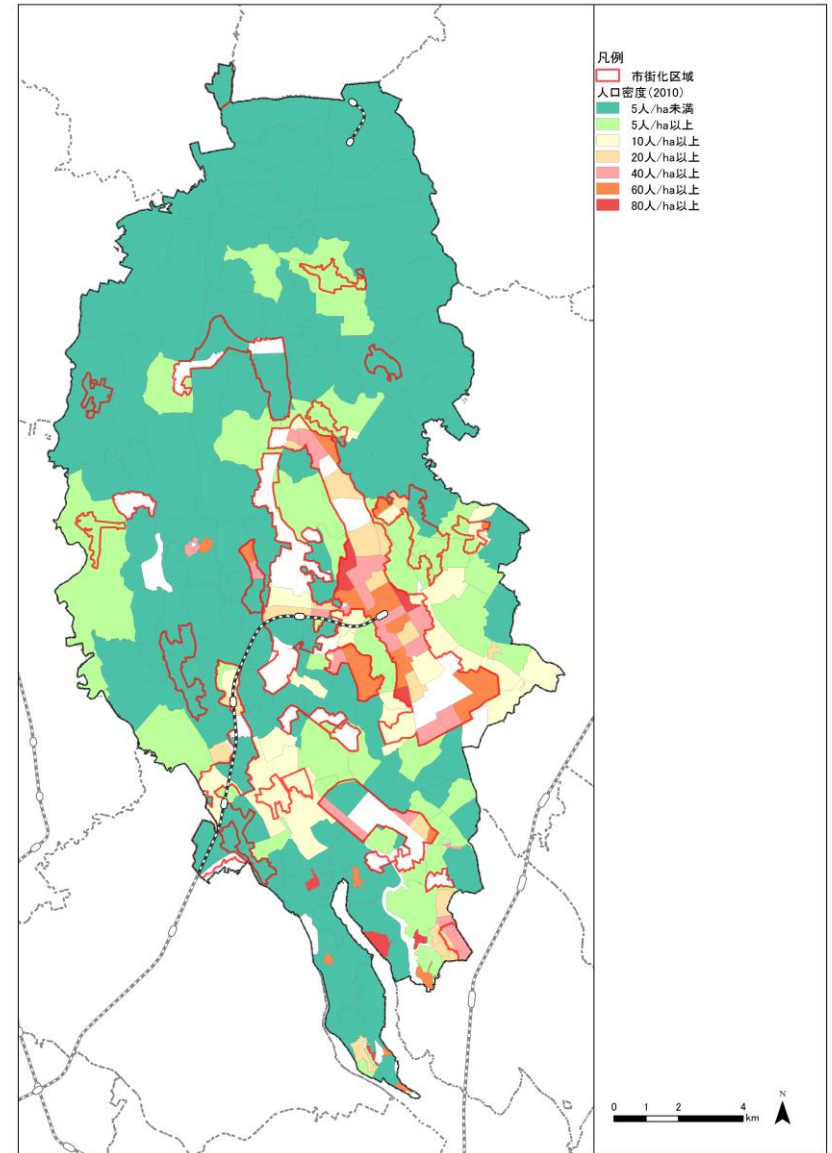 凡例
市街化区域
人口密度(2010)
5人/ha未満
5人/ha以上
10人/ha以上
20人/ha以上
40人/ha以上
60人/ha以上
80人/ha以上
0 1 2 4
km
N